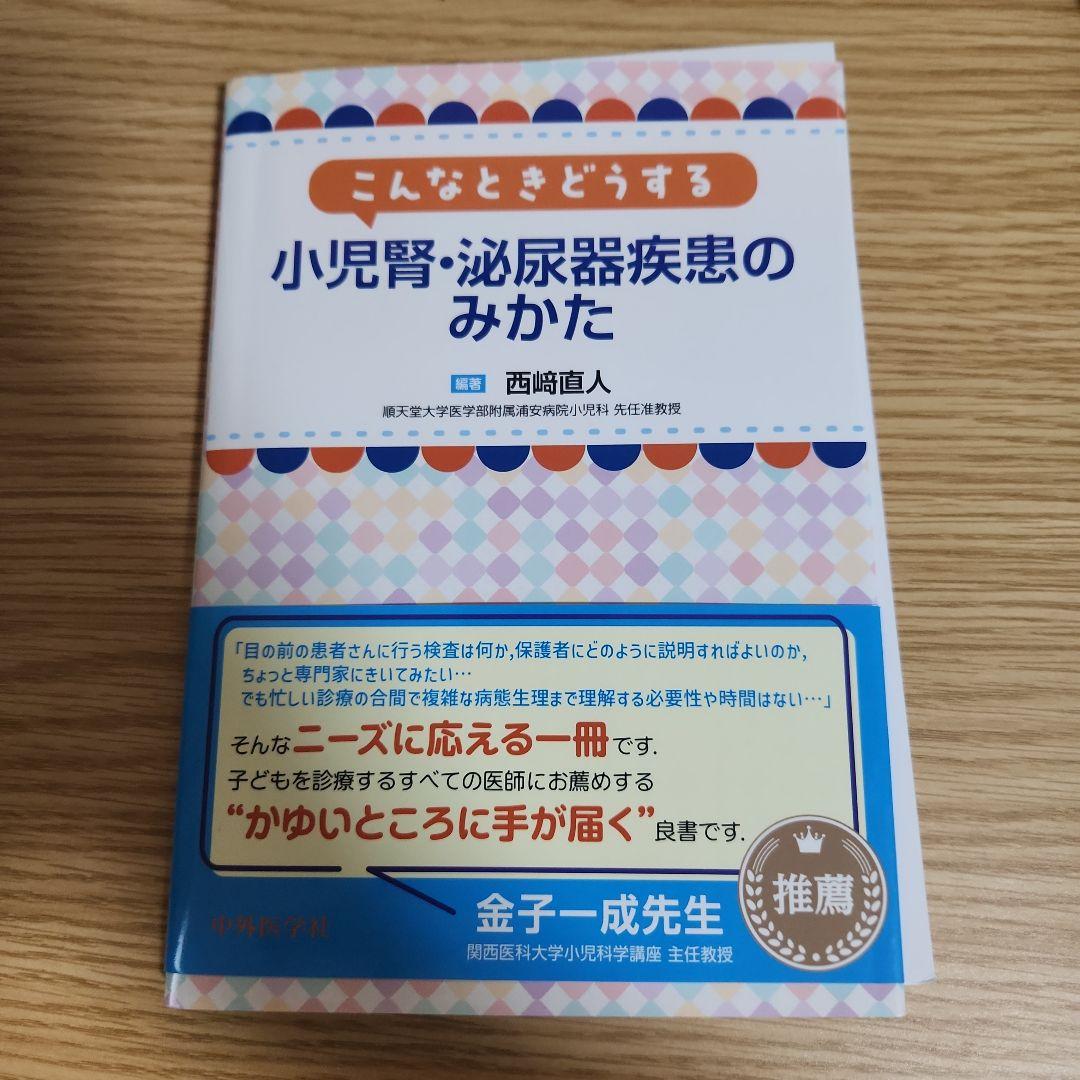 こんなときどうする
小児腎・泌尿器疾患の
みかた
編著 西﨑直人
順天堂大学医学部附属浦安病院小児科 先任准教授
「目の前の患者さんに行う検査は何か,保護者にどのように説明すればよいのか,
ちょっと専門家にきいてみたい…
でも忙しい診療の合間で複雑な病態生理まで理解する必要性や時間はない…」
そんなニーズに応える一冊です.
子どもを診療するすべての医師にお薦めする
“かゆいところに手が届く”良書です.
推薦
金子一成先生
関西医科大学小児科学講座 主任教授
中外医学社